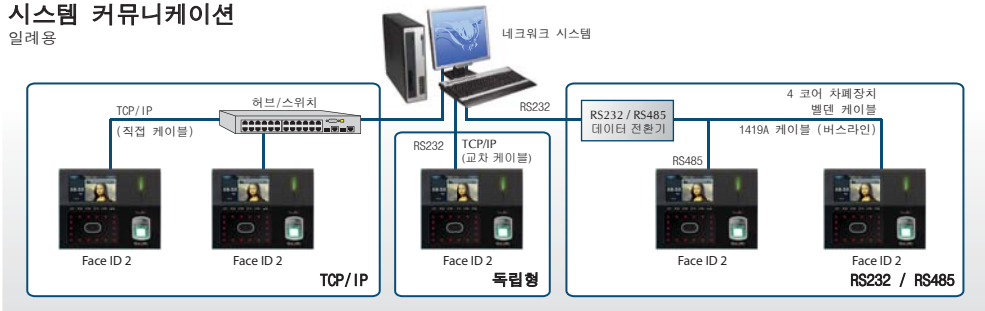 시스템 커뮤니케이션
일례용
네크워크 시스템
TCP/IP
(직접 케이블)
허브/스위치
Face ID 2
Face ID 2
TCP/IP
RS232
TCP/IP
(교차 케이블)
Face ID 2
독립형
RS232
RS232 / RS485
데이터 전환기
4 코어 차폐장치
벨덴 케이블
1419A 케이블 (버스라인)
RS485
Face ID 2
Face ID 2
RS232 / RS485